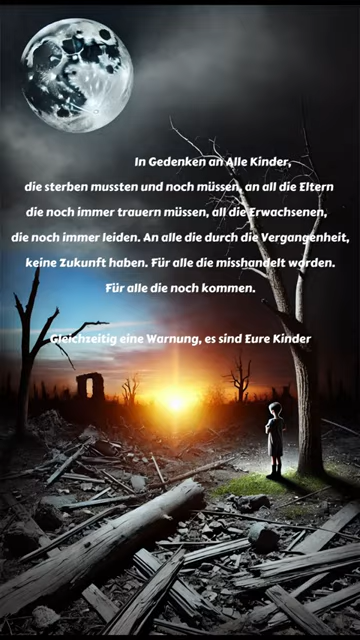 In Gedenken an Alle Kinder,
die sterben mussten und noch müssen, an all die Eltern
die noch immer trauern müssen, all die Erwachsenen,
die noch immer leiden. An alle die durch die Vergangenheit,
keine Zukunft haben. Für alle die misshandelt worden.
Für alle die noch kommen.
Gleichzeitig eine Warnung, es sind Eure Kinder